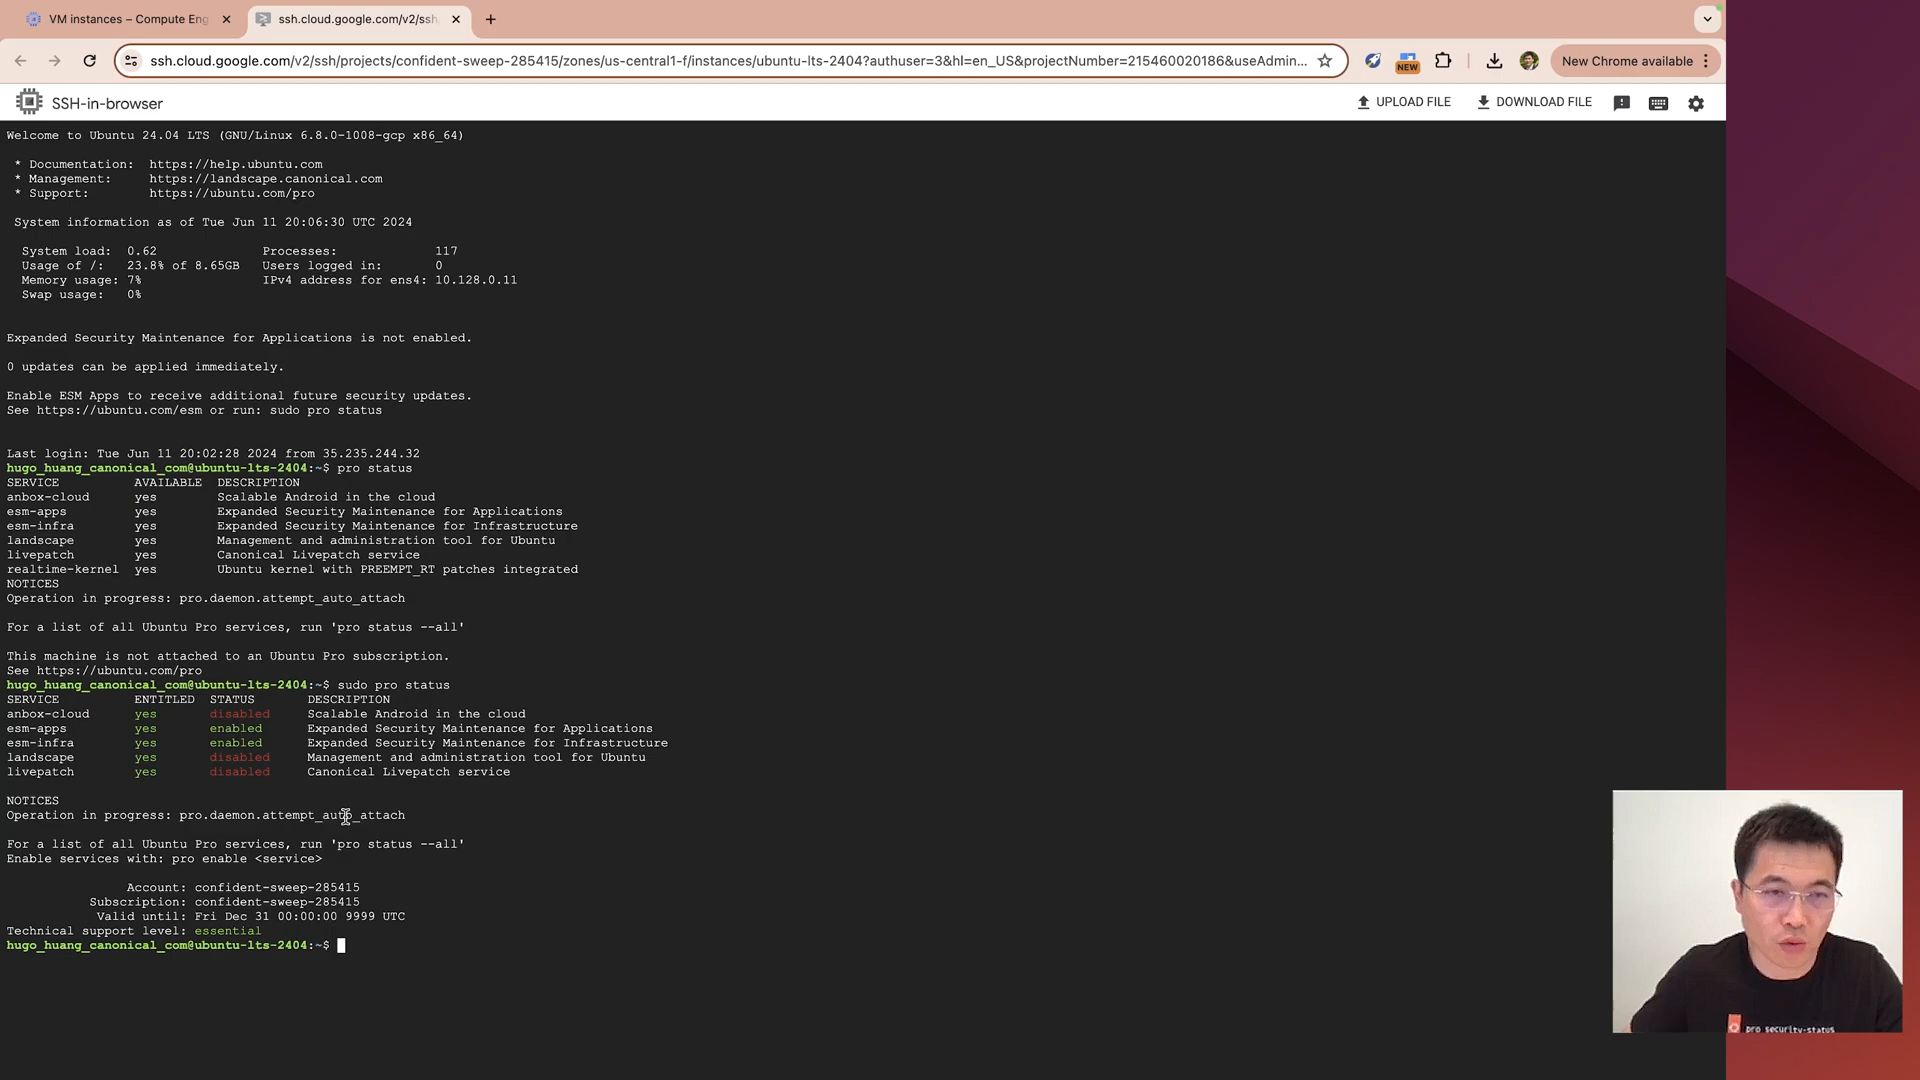 VM instances – Compute Eng
ssh.cloud.google.com/v2/ssh
ssh.cloud.google.com/v2/ssh/projects/confident-sweep-285415/zones/us-central1-f/instances/ubuntu-lts-2404?authuser=3&hl=en_US&projectNumber=215460020186&useAdmin...
NEW
New Chrome available
SSH-in-browser
UPLOAD FILE
DOWNLOAD FILE
Welcome to Ubuntu 24.04 LTS (GNU/Linux 6.8.0-1008-gcp x86_64)
* Documentation: https://help.ubuntu.com
* Management: https://landscape.canonical.com
* Support: https://ubuntu.com/pro
System information as of Tue Jun 11 20:06:30 UTC 2024
System load: 0.62 Processes: 117
Usage of /: 23.8% of 8.65GB Users logged in: 0
Memory usage: 7% IPv4 address for ens4: 10.128.0.11
Swap usage: 0%
Expanded Security Maintenance for Applications is not enabled.
0 updates can be applied immediately.
Enable ESM Apps to receive additional future security updates.
See https://ubuntu.com/esm or run: sudo pro status
Last login: Tue Jun 11 20:02:28 2024 from 35.235.244.32
hugo_huang_canonical_com@ubuntu-lts-2404:~$ pro status
SERVICE AVAILABLE DESCRIPTION
anbox-cloud yes Scalable Android in the cloud
esm-apps yes Expanded Security Maintenance for Applications
esm-infra yes Expanded Security Maintenance for Infrastructure
landscape yes Management and administration tool for Ubuntu
livepatch yes Canonical Livepatch service
realtime-kernel yes Ubuntu kernel with PREEMPT_RT patches integrated
NOTICES
Operation in progress: pro.daemon.attempt_auto_attach
For a list of all Ubuntu Pro services, run 'pro status --all'
This machine is not attached to an Ubuntu Pro subscription.
See https://ubuntu.com/pro
hugo_huang_canonical_com@ubuntu-lts-2404:~$ sudo pro status
SERVICE ENTITLED STATUS DESCRIPTION
anbox-cloud yes disabled Scalable Android in the cloud
esm-apps yes enabled Expanded Security Maintenance for Applications
esm-infra yes enabled Expanded Security Maintenance for Infrastructure
landscape yes disabled Management and administration tool for Ubuntu
livepatch yes disabled Canonical Livepatch service
NOTICES
Operation in progress: pro.daemon.attempt_auto_attach
For a list of all Ubuntu Pro services, run 'pro status --all'
Enable services with: pro enable <service>
Account: confident-sweep-285415
Subscription: confident-sweep-285415
Valid until: Fri Dec 31 00:00:00 9999 UTC
Technical support level: essential
hugo_huang_canonical_com@ubuntu-lts-2404:~$
pro security-status